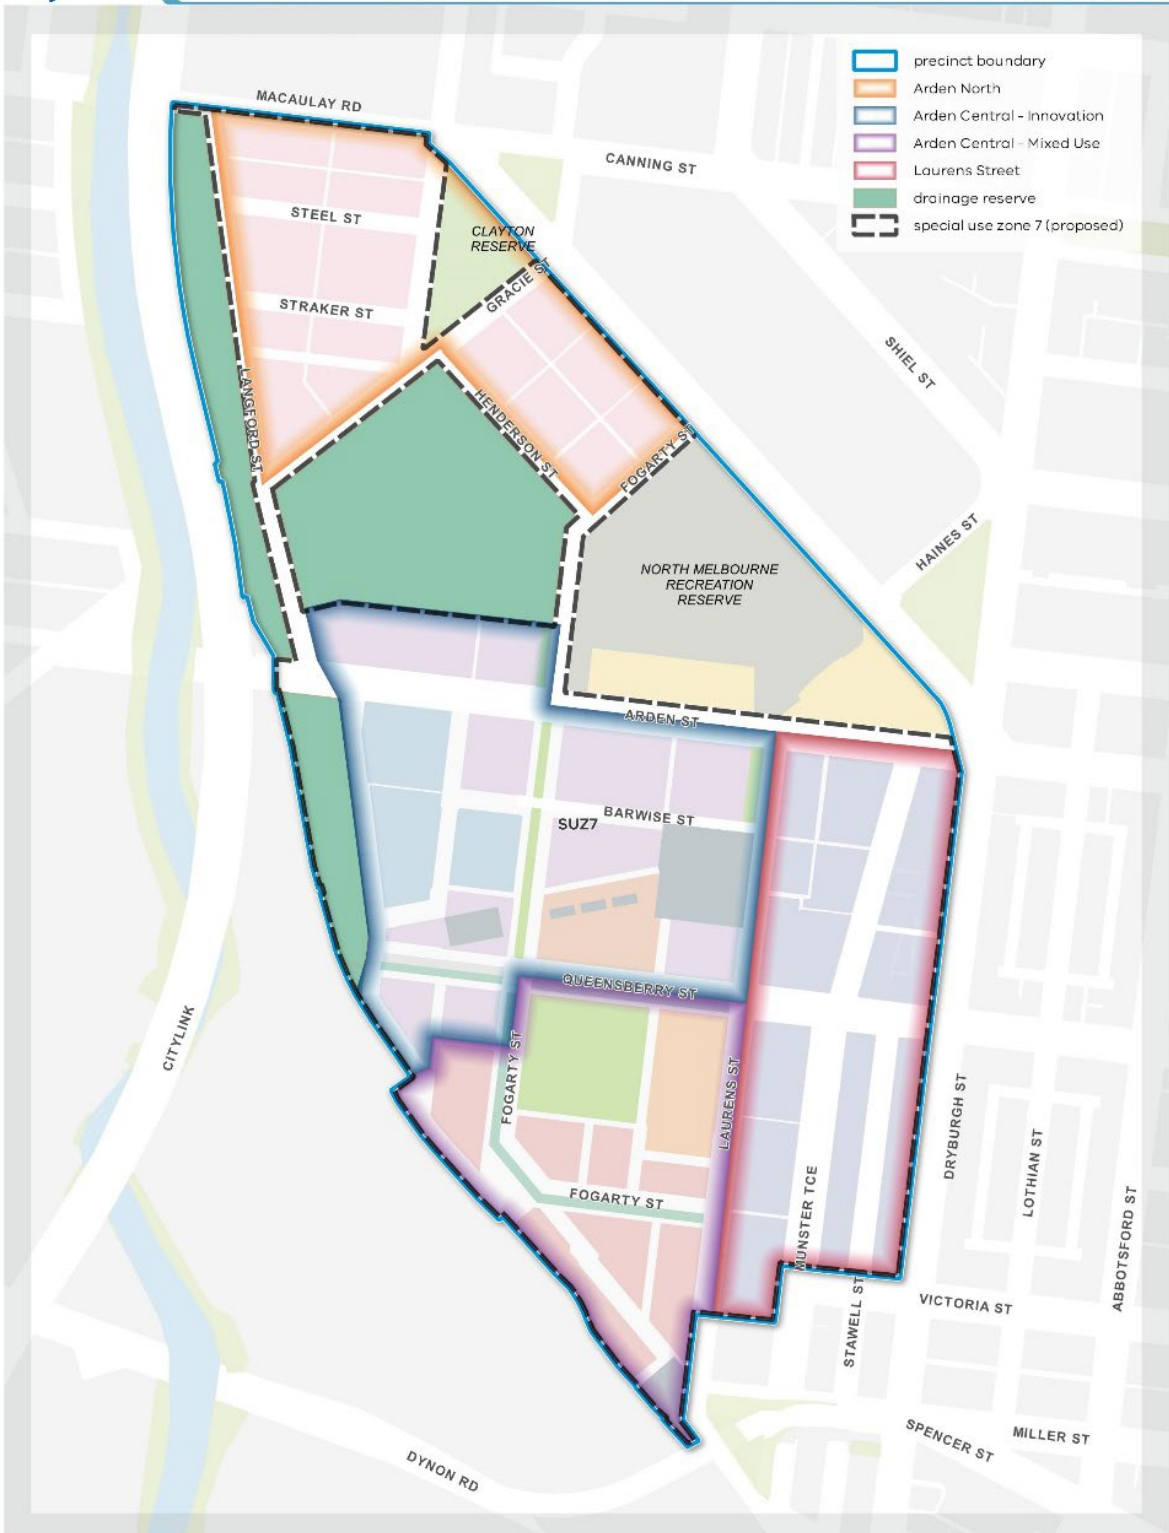 precinct boundary
Arden North
Arden Central - Innovation
Arden Central - Mixed Use
Laurens Street
drainage reserve
special use zone 7 (proposed)
MACAULAY RD
CANNING ST
STEEL ST
CLAYTON
RESERVE
GRACIE ST
STRAKER ST
SHIEL ST
LANGFORD ST
HENDERSON ST
FOGARTY ST
HAINES ST
NORTH MELBOURNE
RECREATION
RESERVE
ARDEN ST
BARWISE ST
SUZ7
QUEENSBERRY ST
CITYLINK
FOGARTY ST
LAURENS ST
DRYBURGH ST
LOTHIAN ST
ABBOTSFORD ST
MUNSTER TCE
FOGARTY ST
VICTORIA ST
STAWELL ST
SPENCER ST
MILLER ST
DYNON RD